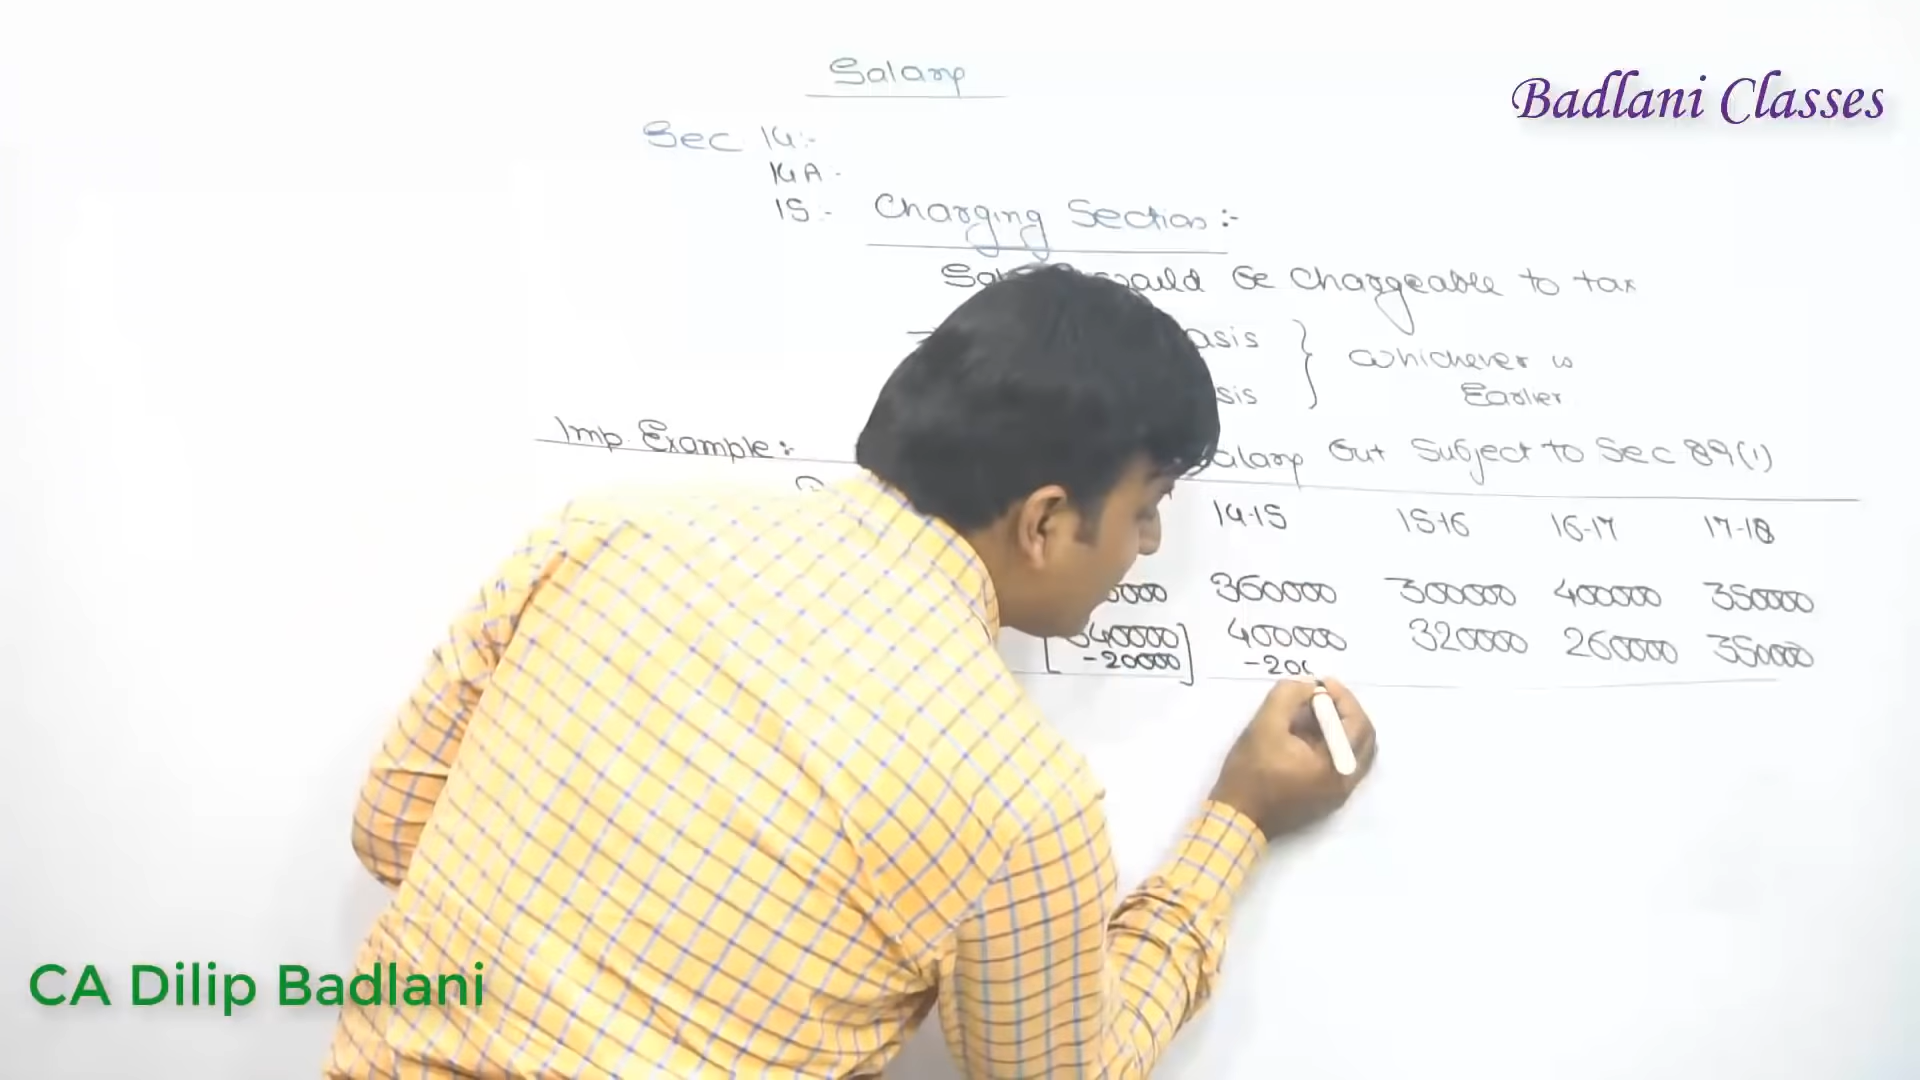 Salary
Badlani Classes
Sec 14:-
14A -
15:- Charging Section:-
would be chargeable to tax
whichever is
Earlier
Imp. Example:
Salary but Subject to Sec 89(1)
14-15 15-16 16-17 17-18
360000 300000 400000 350000
400000 320000 260000 350000
-20000]
CA Dilip Badlani